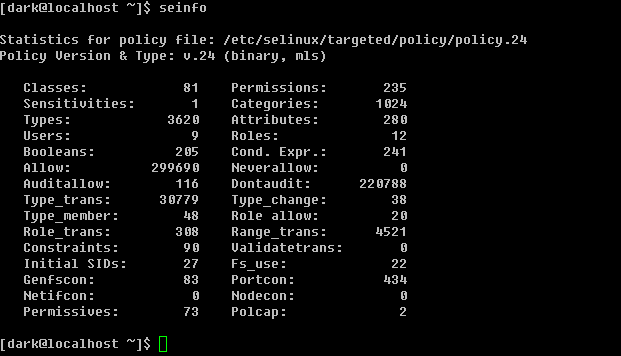 [dark@localhost ~]$ seinfo
Statistics for policy file: /etc/selinux/targeted/policy/policy.24
Policy Version & Type: v.24 (binary, mls)
Classes: 81 Permissions: 235
Sensitivities: 1 Categories: 1024
Types: 3620 Attributes: 280
Users: 9 Roles: 12
Booleans: 205 Cond. Expr.: 241
Allow: 299690 Neverallow: 0
Auditallow: 116 Dontaudit: 220788
Type_trans: 30779 Type_change: 38
Type_member: 48 Role allow: 20
Role_trans: 308 Range_trans: 4521
Constraints: 90 Validatetrans: 0
Initial SIDs: 27 Fs_use: 22
Genfscon: 83 Portcon: 434
Netifcon: 0 Nodecon: 0
Permissives: 73 Polcap: 2
[dark@localhost ~]$